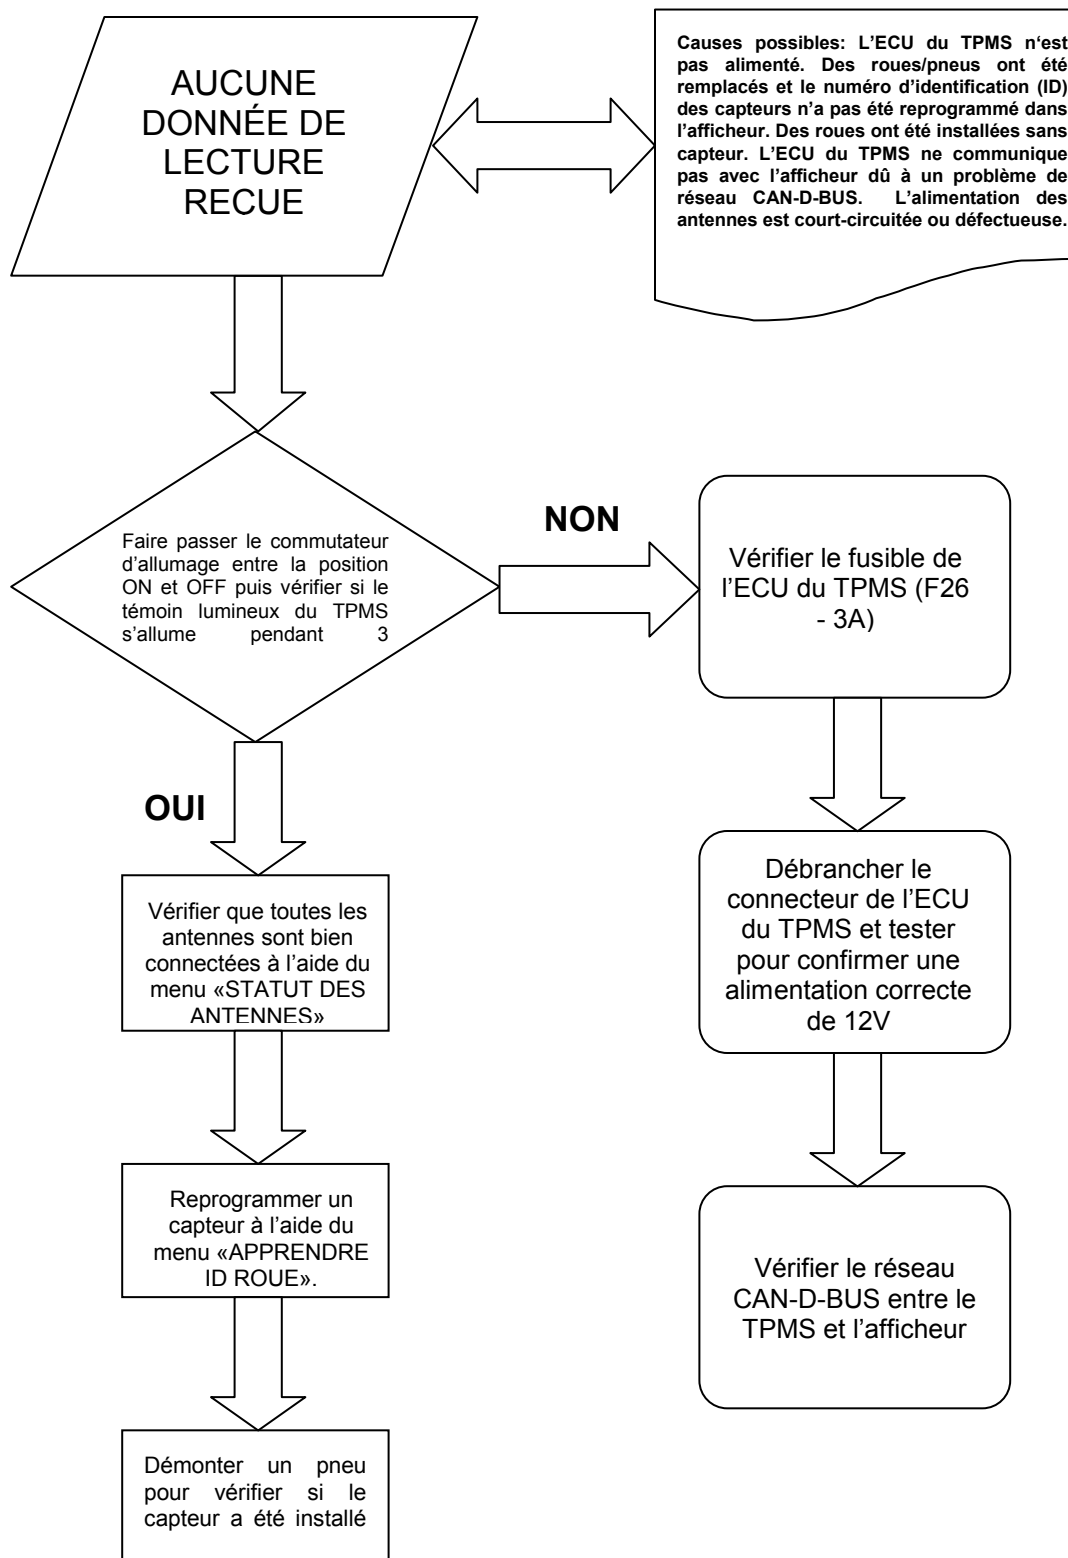 AUCUNE
DONNÉE DE
LECTURE
RECUE
Causes possibles: L’ECU du TPMS n‘est
pas alimenté. Des roues/pneus ont été
remplacés et le numéro d’identification (ID)
des capteurs n’a pas été reprogrammé dans
l’afficheur. Des roues ont été installées sans
capteur. L’ECU du TPMS ne communique
pas avec l’afficheur dû à un problème de
réseau CAN-D-BUS. L’alimentation des
antennes est court-circuitée ou défectueuse.
Faire passer le commutateur
d’allumage entre la position
ON et OFF puis vérifier si le
témoin lumineux du TPMS
s’allume pendant 3
NON
Vérifier le fusible de
l’ECU du TPMS (F26
- 3A)
OUI
Débrancher le
connecteur de l’ECU
du TPMS et tester
pour confirmer une
alimentation correcte
de 12V
Vérifier que toutes les
antennes sont bien
connectées à l’aide du
menu «STATUT DES
ANTENNES»
Reprogrammer un
capteur à l’aide du
menu «APPRENDRE
ID ROUE».
Vérifier le réseau
CAN-D-BUS entre le
TPMS et l’afficheur
Démonter un pneu
pour vérifier si le
capteur a été installé